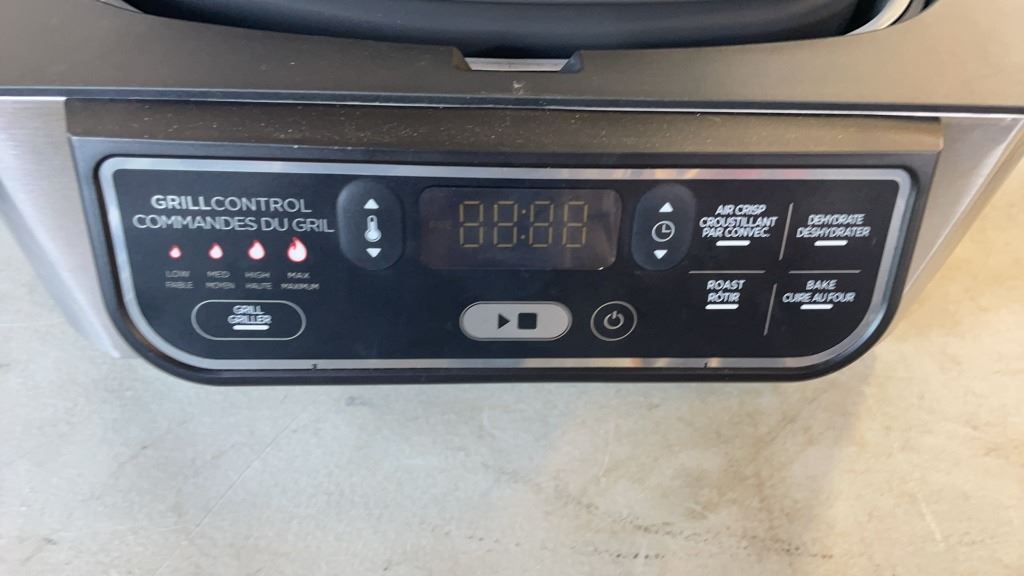 GRILLCONTROL
COMMANDES DU GRIL
LOW MED HIGH MAX
FAIBLE MOYEN HAUTE MAXIMUM
GRILL
GRILLER
88:08
AIR CRISP
CROUSTILLANT
PAR CONVEC.
DEHYDRATE
DÉSHYDRATER
ROAST
RÔTIR
BAKE
CUIRE AU FOUR